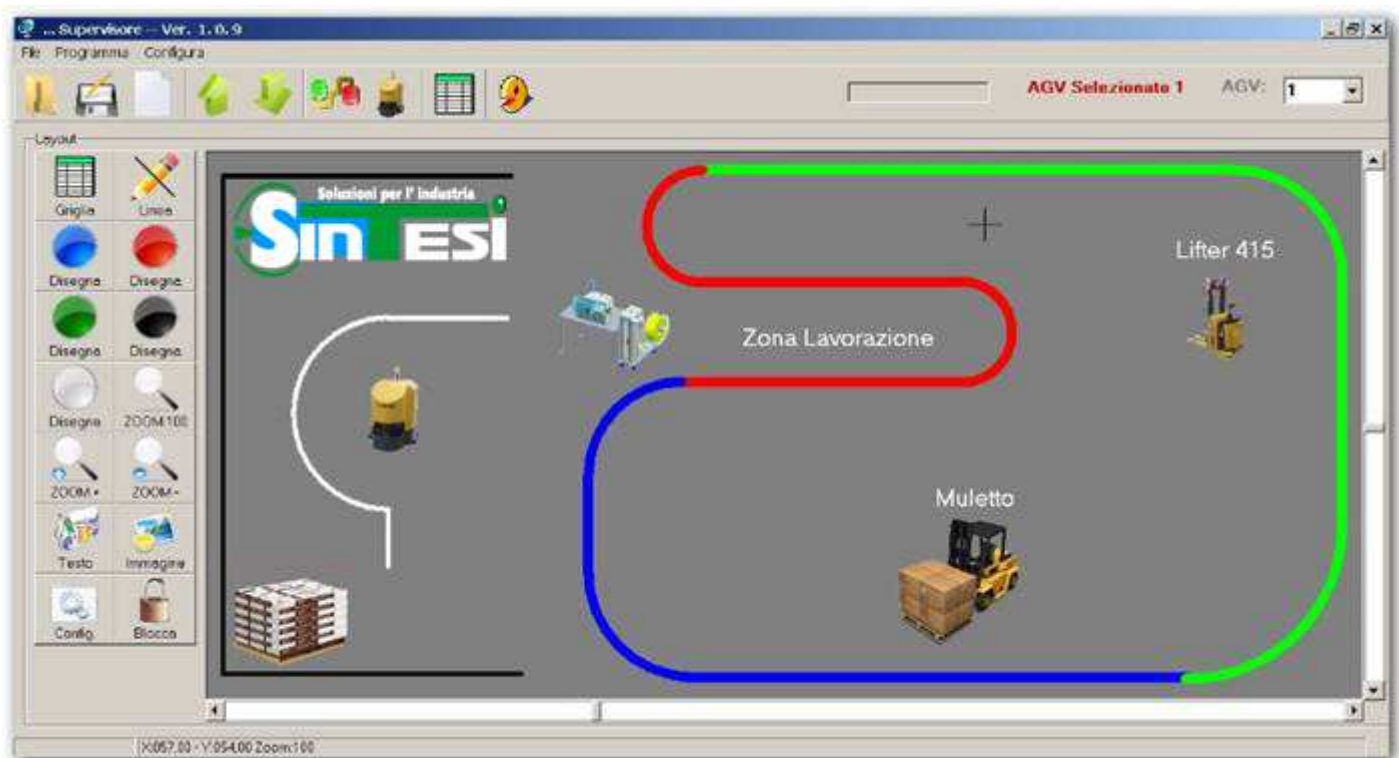 ... Supervisore -- Ver. 1.0.9
File Programma Configura
AGV Selezionato 1
AGV:
1
Layout
Griglia
Linea
Disegna
Disegna
Disegna
Disegna
Disegna
ZOOM:100
ZOOM +
ZOOM -
Testo
Immagine
Config.
Blocca
Soluzioni per l' industria
SINTESI
Lifter 415
Zona Lavorazione
Muletto
X:057,00 - Y:054,00 Zoom:100